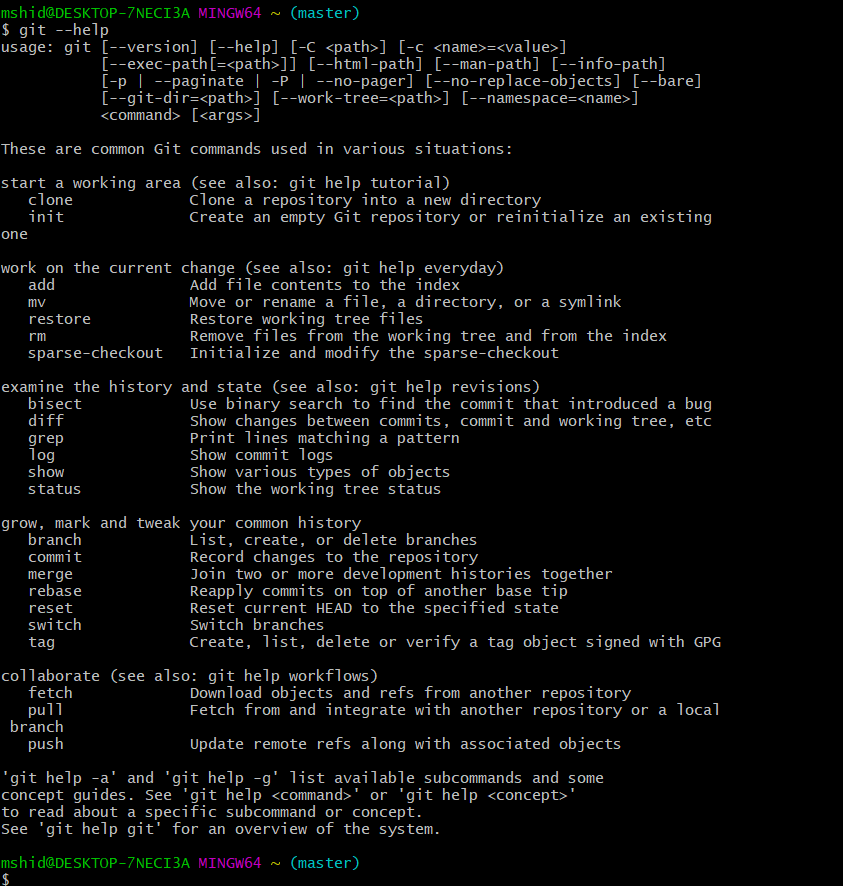 mshid@DESKTOP-7NECI3A MINGW64 ~ (master)
$ git --help
usage: git [--version] [--help] [-C <path>] [-c <name>=<value>]
           [--exec-path[=<path>]] [--html-path] [--man-path] [--info-path]
           [-p | --paginate | -P | --no-pager] [--no-replace-objects] [--bare]
           [--git-dir=<path>] [--work-tree=<path>] [--namespace=<name>]
           <command> [<args>]

These are common Git commands used in various situations:

start a working area (see also: git help tutorial)
   clone             Clone a repository into a new directory
   init              Create an empty Git repository or reinitialize an existing
one

work on the current change (see also: git help everyday)
   add               Add file contents to the index
   mv                Move or rename a file, a directory, or a symlink
   restore           Restore working tree files
   rm                Remove files from the working tree and from the index
   sparse-checkout   Initialize and modify the sparse-checkout

examine the history and state (see also: git help revisions)
   bisect            Use binary search to find the commit that introduced a bug
   diff              Show changes between commits, commit and working tree, etc
   grep              Print lines matching a pattern
   log               Show commit logs
   show              Show various types of objects
   status            Show the working tree status

grow, mark and tweak your common history
   branch            List, create, or delete branches
   commit            Record changes to the repository
   merge             Join two or more development histories together
   rebase            Reapply commits on top of another base tip
   reset             Reset current HEAD to the specified state
   switch            Switch branches
   tag               Create, list, delete or verify a tag object signed with GPG

collaborate (see also: git help workflows)
   fetch             Download objects and refs from another repository
   pull              Fetch from and integrate with another repository or a local
 branch
   push              Update remote refs along with associated objects

'git help -a' and 'git help -g' list available subcommands and some
concept guides. See 'git help <command>' or 'git help <concept>'
to read about a specific subcommand or concept.
See 'git help git' for an overview of the system.

mshid@DESKTOP-7NECI3A MINGW64 ~ (master)
$